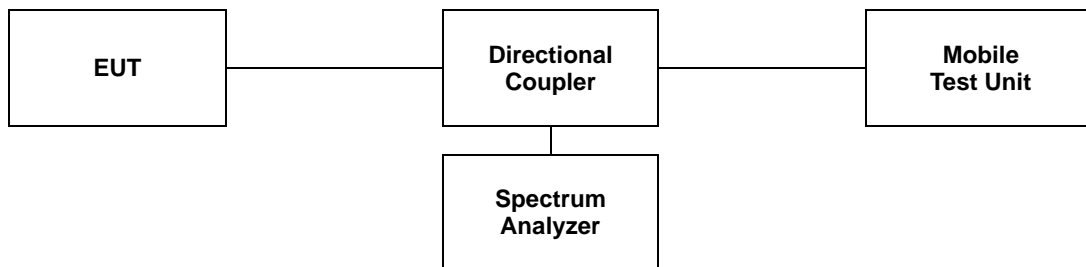 EUT
Directional
Coupler
Mobile
Test Unit
Spectrum
Analyzer